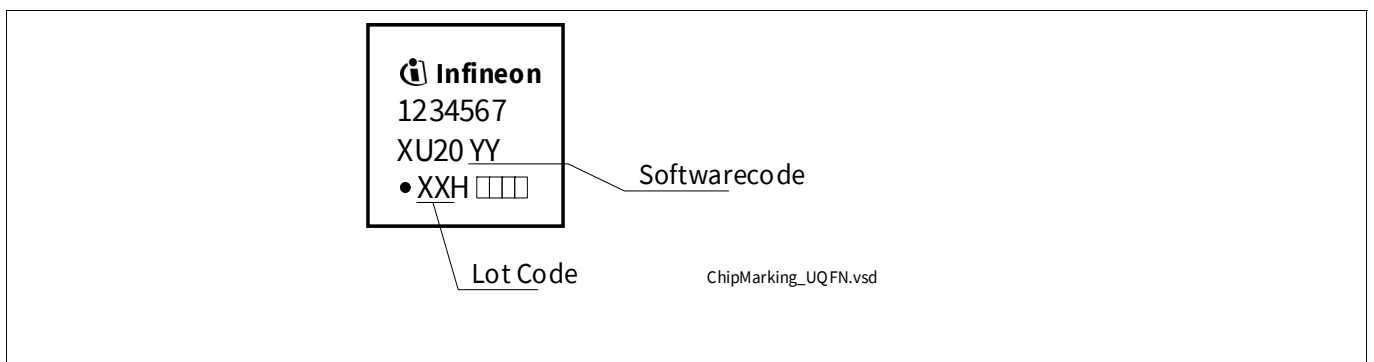 Infineon
1234567
XU20 YY
Softwarecode
● XXH
Lot Code
ChipMarking_UQFN.vsd